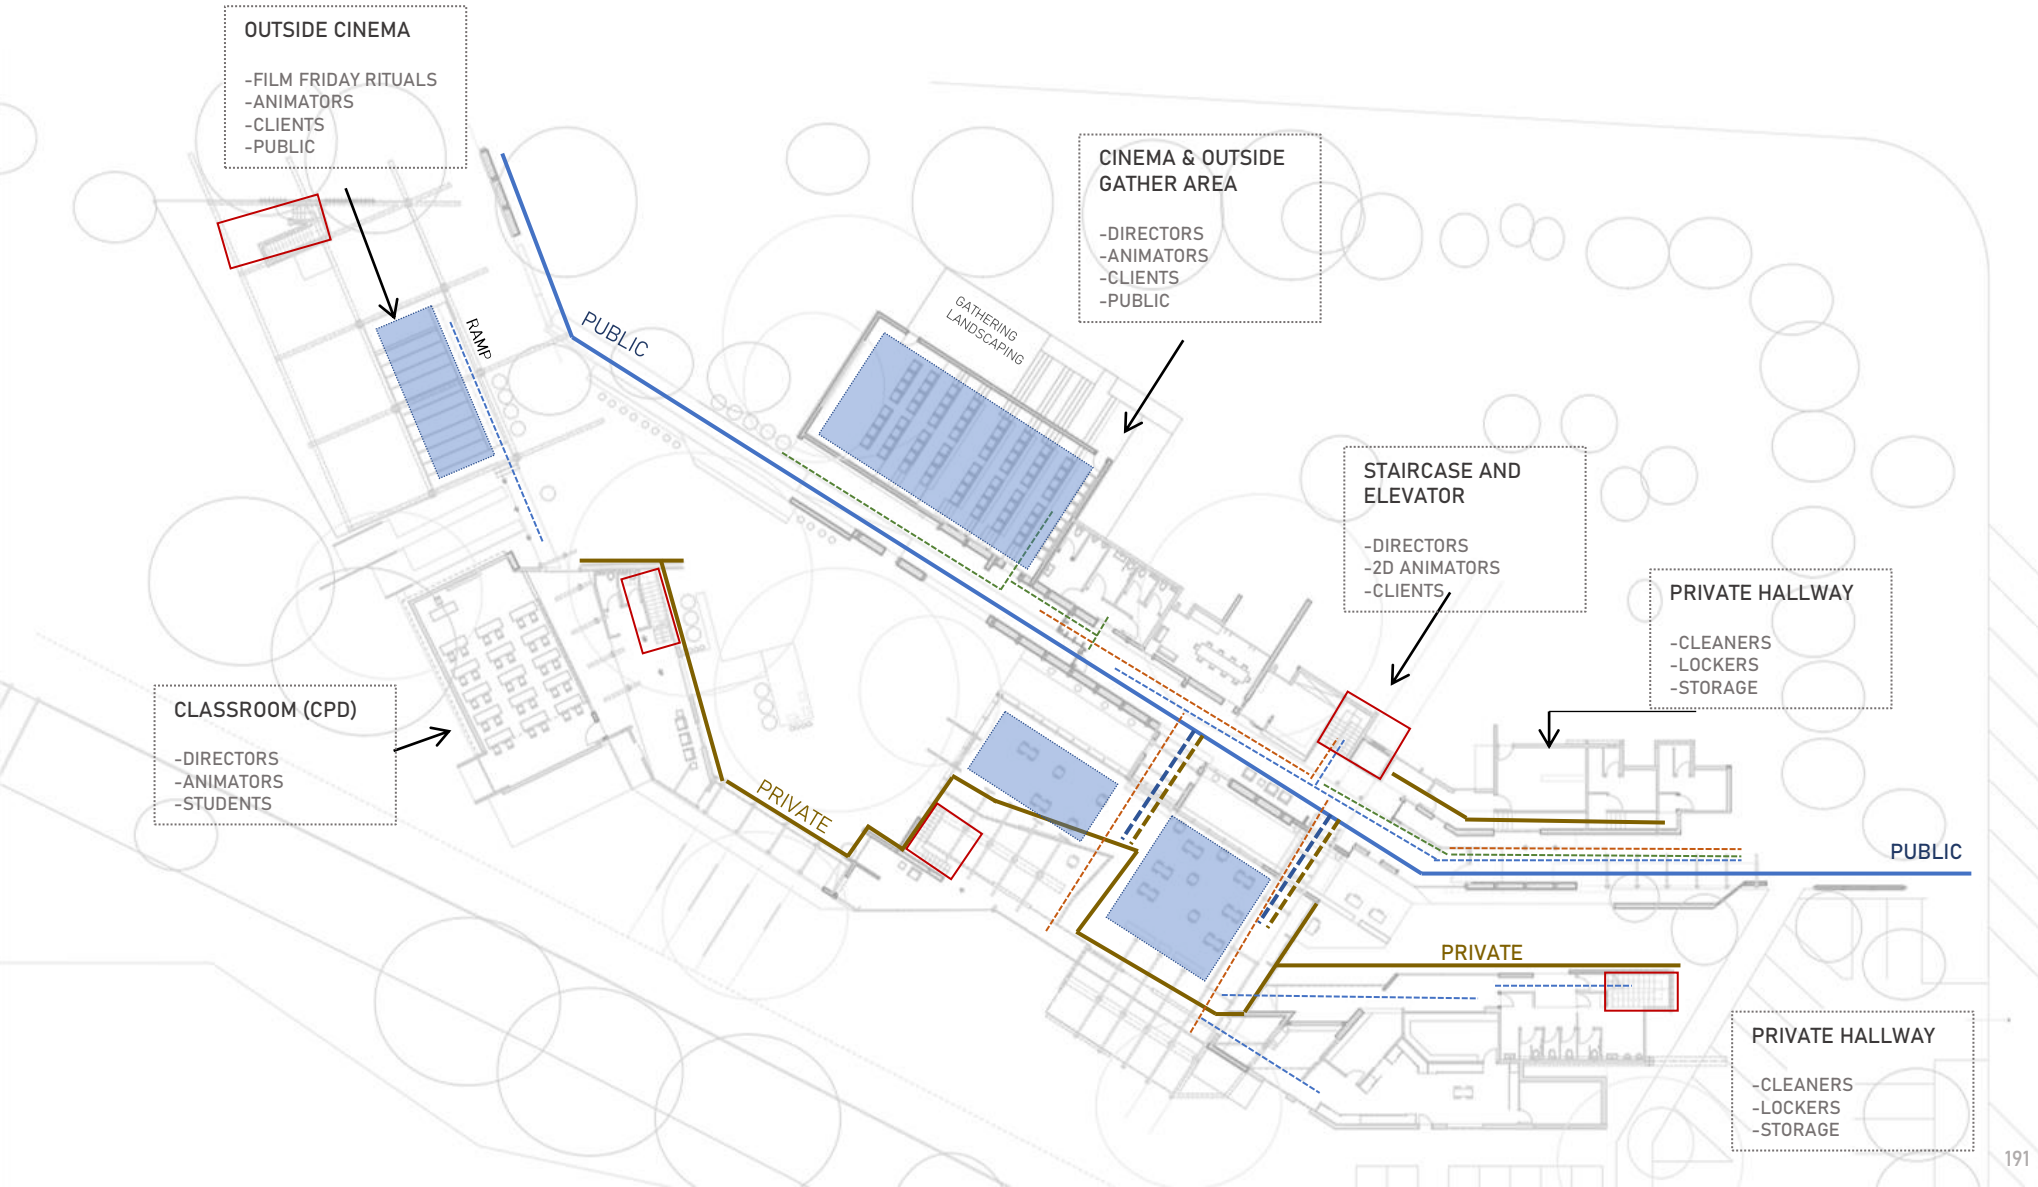 OUTSIDE CINEMA
-FILM FRIDAY RITUALS
-ANIMATORS
-CLIENTS
-PUBLIC
CINEMA & OUTSIDE
GATHER AREA
-DIRECTORS
-ANIMATORS
-CLIENTS
-PUBLIC
GATHERING
LANDSCAPING
RAMP
PUBLIC
STAIRCASE AND
ELEVATOR
-DIRECTORS
-2D ANIMATORS
-CLIENTS
PRIVATE HALLWAY
-CLEANERS
-LOCKERS
-STORAGE
CLASSROOM (CPD)
-DIRECTORS
-ANIMATORS
-STUDENTS
PRIVATE
PUBLIC
PRIVATE
PRIVATE HALLWAY
-CLEANERS
-LOCKERS
-STORAGE
191